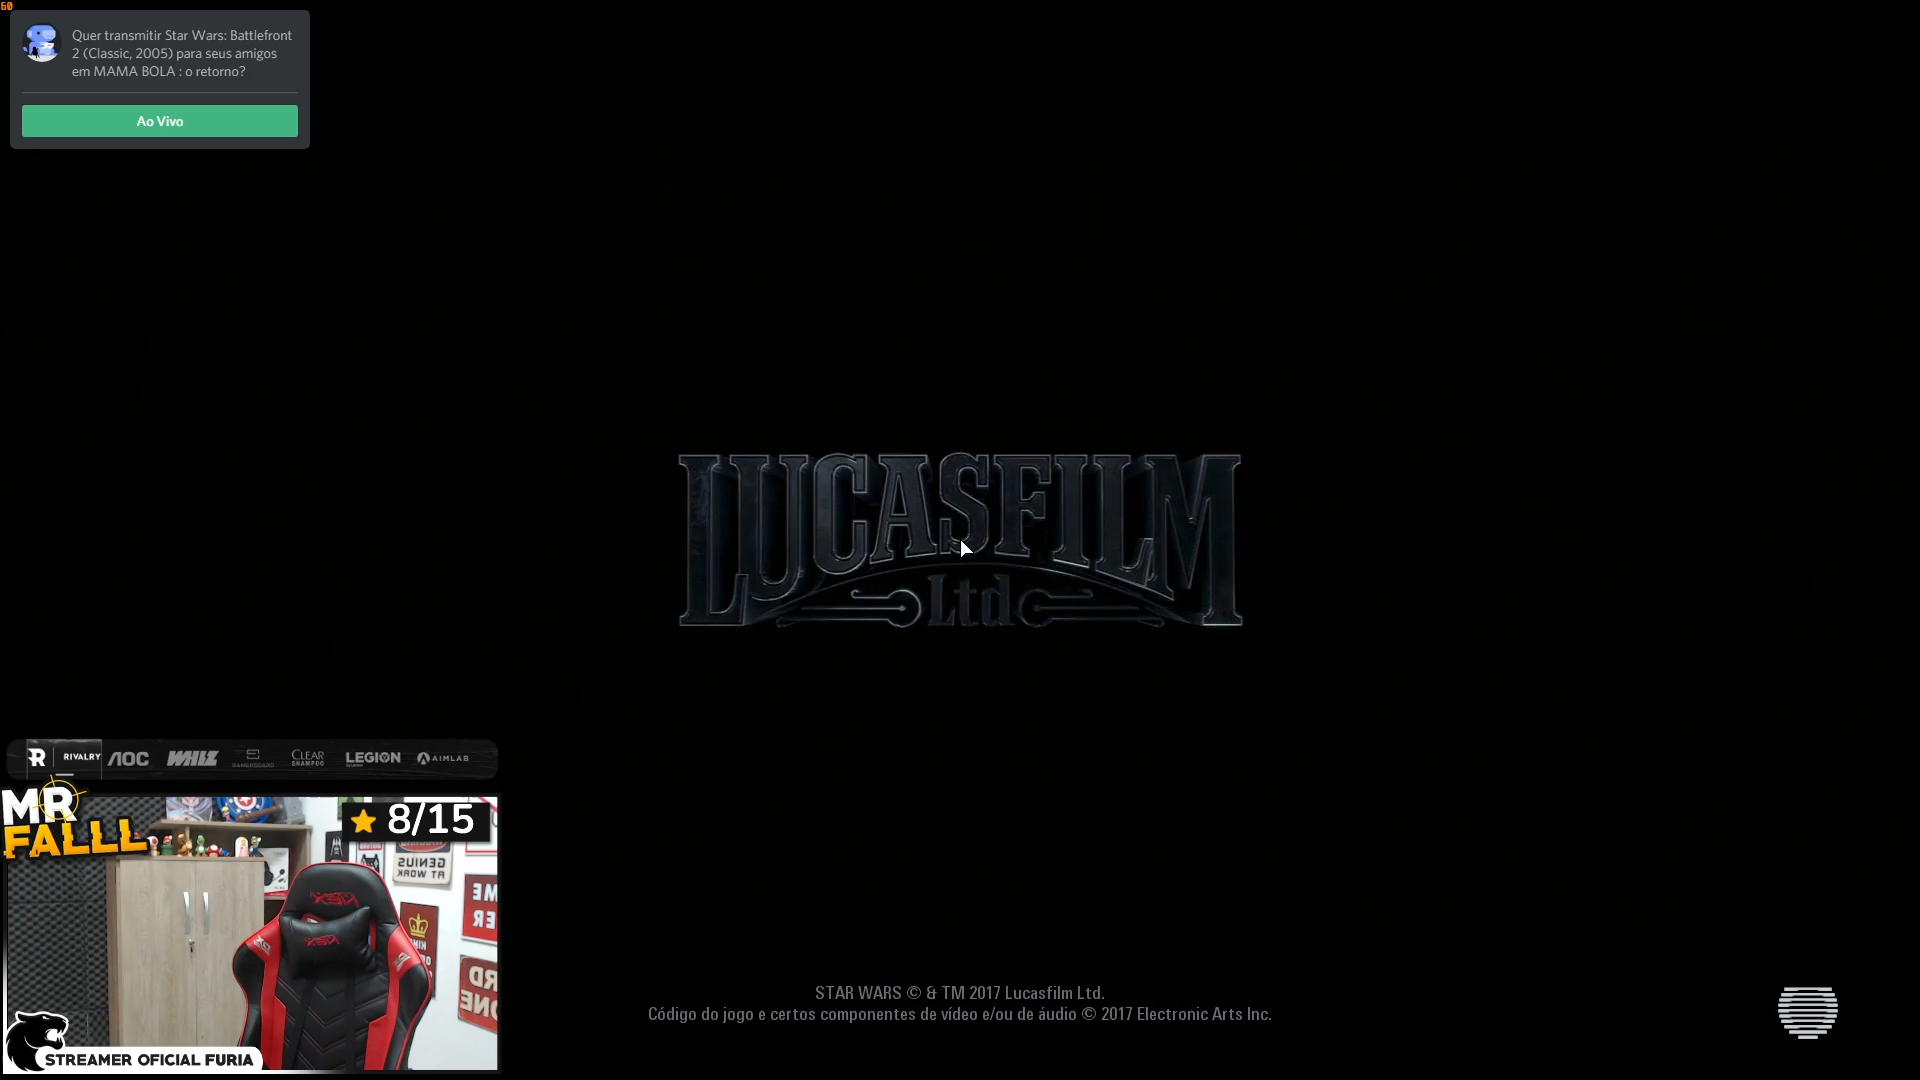 60
Quer transmitir Star Wars: Battlefront
2 (Classic, 2005) para seus amigos
em MAMA BOLA : o retorno?
Ao Vivo
LUCASFILM
Ltd
R RIVALRY AOC CLEAR SHAMPOO LEGION AIMLAB
MR
FALLL
8/15
GENIUS
AT WORK
STREAMER OFICIAL FURIA
STAR WARS © & TM 2017 Lucasfilm Ltd.
Código do jogo e certos componentes de vídeo e/ou de áudio © 2017 Electronic Arts Inc.